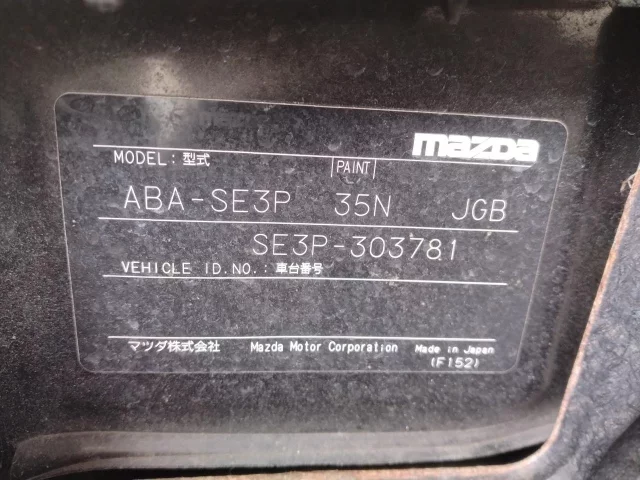 mazda
MODEL: 型式 PAINT
ABA-SE3P 35N JGB
SE3P-303781
VEHICLE ID.NO.: 車台番号
マツダ株式会社 Mazda Motor Corporation Made in Japan
(F152)